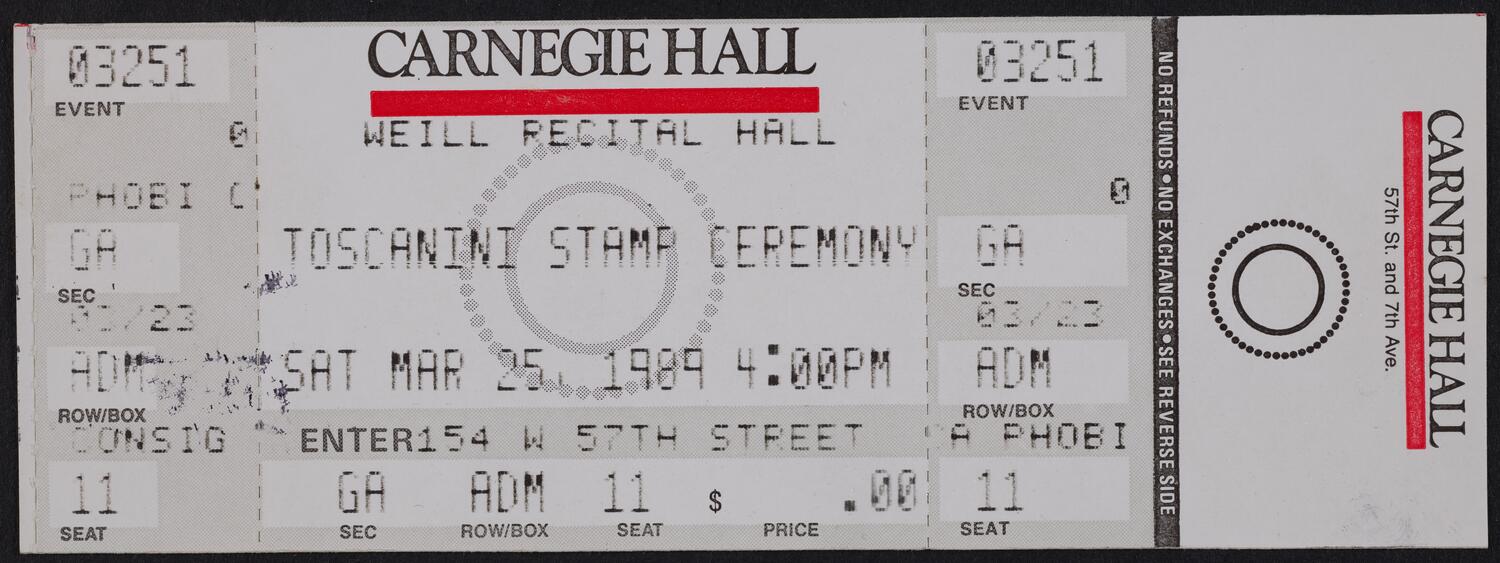 03251
EVENT
0
PHOBI C
GA
SEC
03/23
ADM
ROW/BOX
CONSIG
11
SEAT
CARNEGIE HALL
WEILL RECITAL HALL
TOSCANINI STAMP CEREMONY
SAT MAR 25, 1989 4:00PM
ENTER154 W 57TH STREET
GA ADM 11 $ .00
SEC ROW/BOX SEAT PRICE
03251
EVENT
0
GA
SEC
03/23
ADM
ROW/BOX
A PHOBI
11
SEAT
NO REFUNDS•NO EXCHANGES•SEE REVERSE SIDE
CARNEGIE HALL
57th St. and 7th Ave.